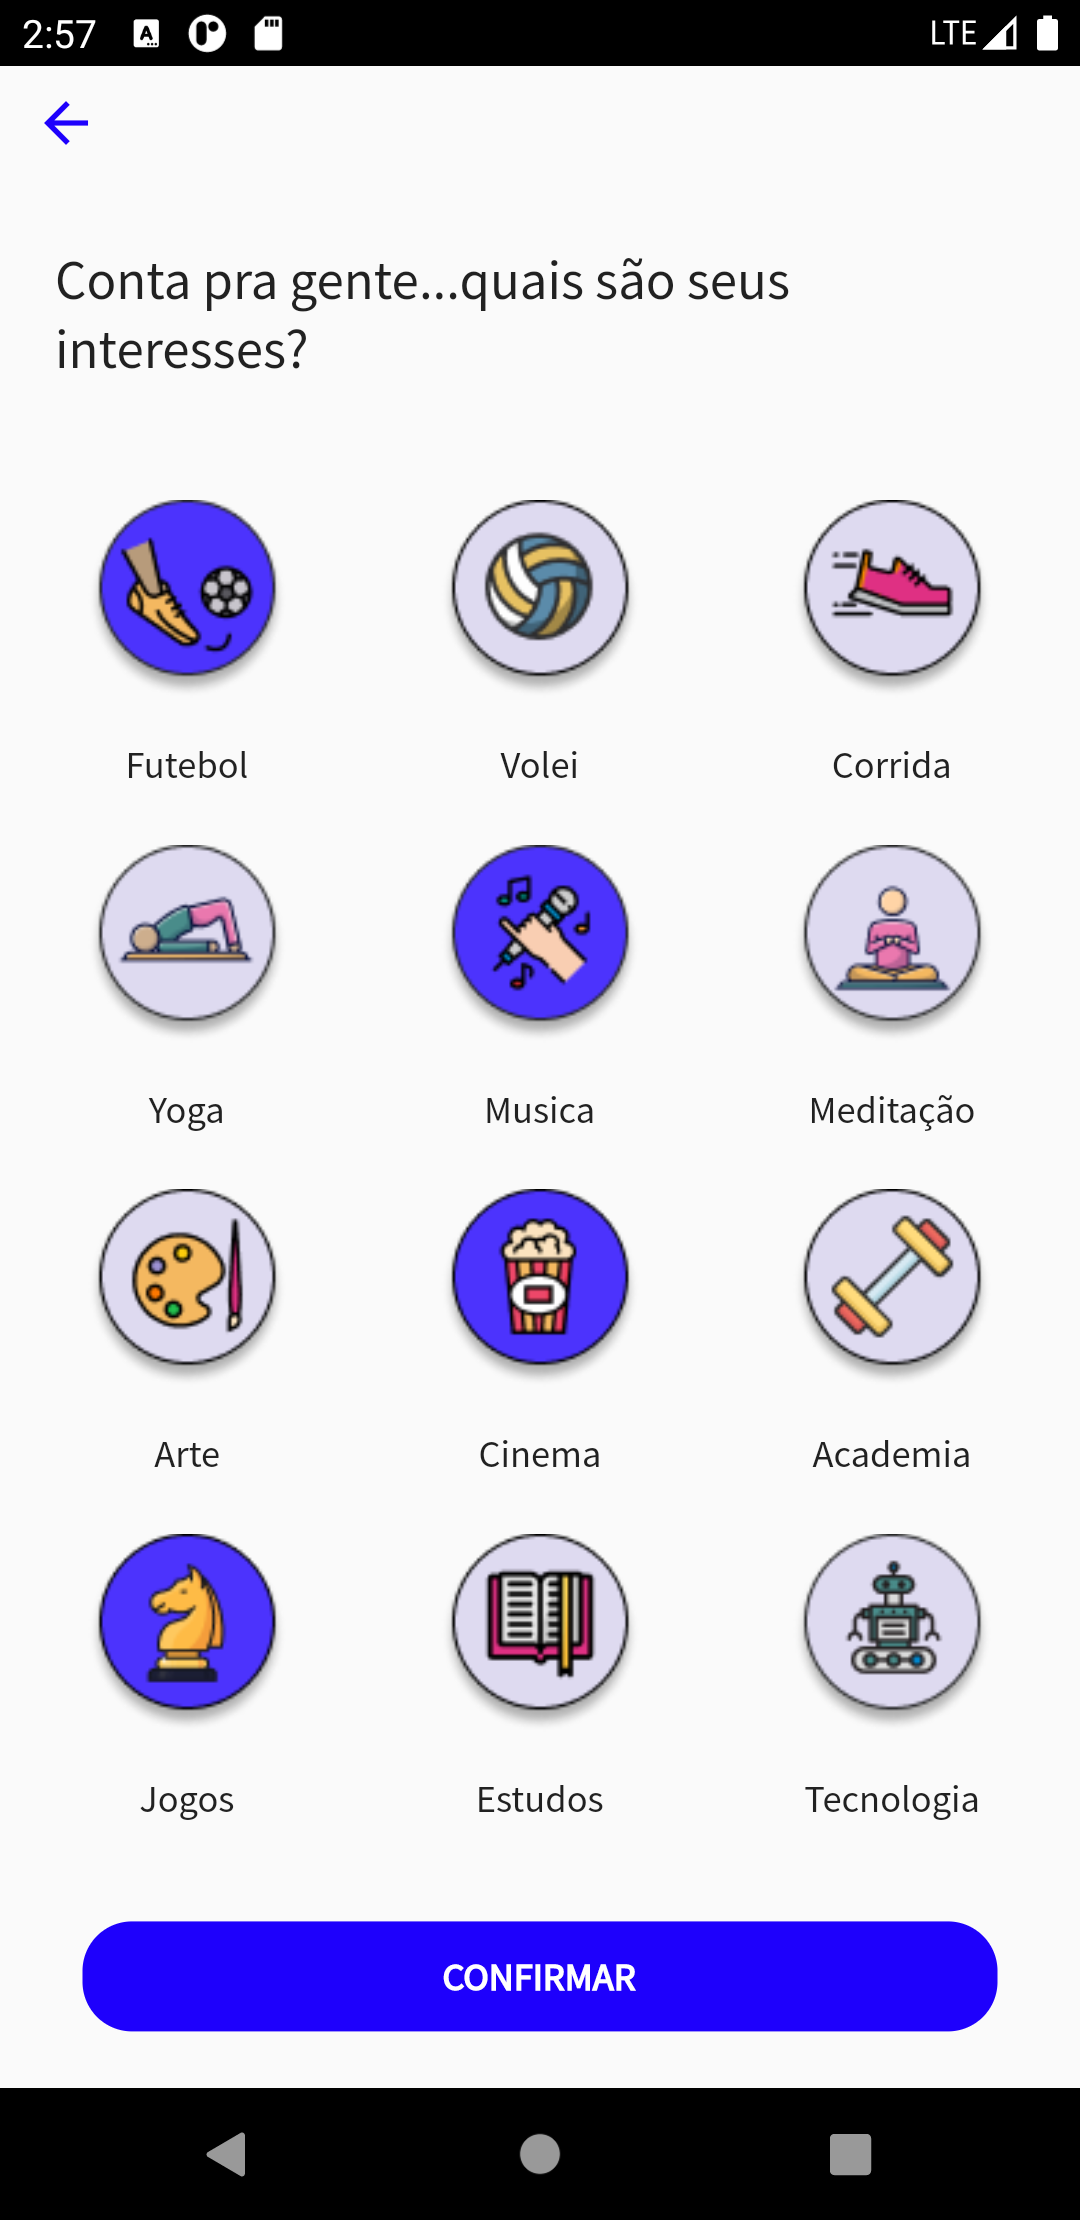 2:57 A LTE
Conta pra gente...quais são seus
interesses?
Futebol Volei Corrida
Yoga Musica Meditação
Arte Cinema Academia
Jogos Estudos Tecnologia
CONFIRMAR